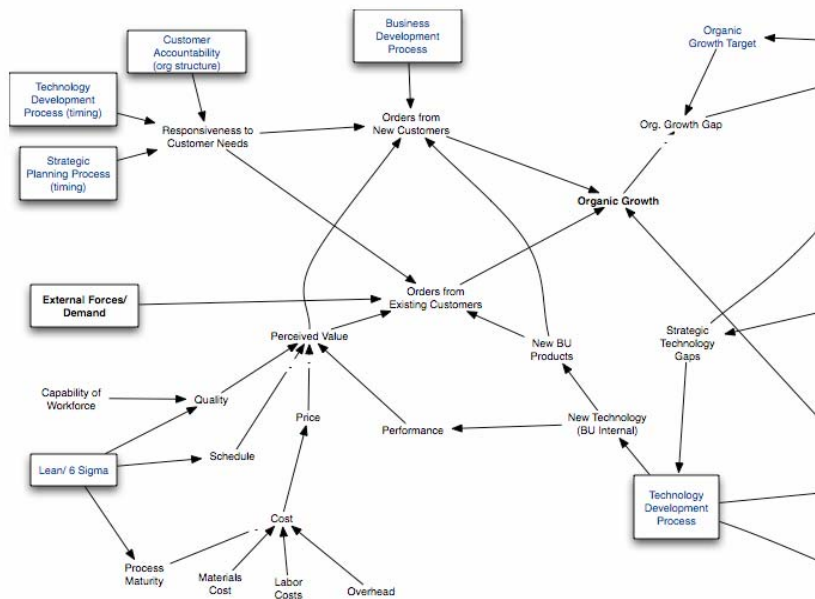 Business
Development
Process
Organic
Growth Target
Customer
Accountability
(org structure)
Technology
Development
Process (timing)
Orders from
New Customers
Org. Growth Gap
Responsiveness to
Customer Needs
Strategic
Planning Process
(timing)
Organic Growth
External Forces/
Demand
Orders from
Existing Customers
Perceived Value
New BU
Products
Strategic
Technology
Gaps
Capability of
Workforce
Quality
Price
Performance
New Technology
(BU Internal)
Lean/ 6 Sigma
Schedule
Technology
Development
Process
Cost
Process
Maturity
Materials
Cost
Labor
Costs
Overhead